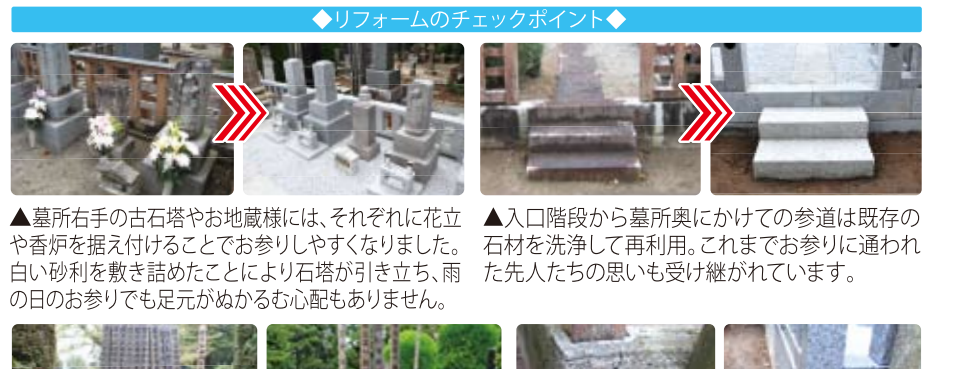 ◆リフォームのチェックポイント◆
▲墓所右手の古石塔やお地蔵様には、それぞれに花立
や香炉を据え付けることでお参りしやすくなりました。
白い砂利を敷き詰めたことにより石塔が引き立ち、雨
の日のお参りでも足元がぬかるむ心配もありません。
▲入口階段から墓所奥にかけての参道は既存の
石材を洗浄して再利用。これまでお参りに通われ
た先人たちの思いも受け継がれています。